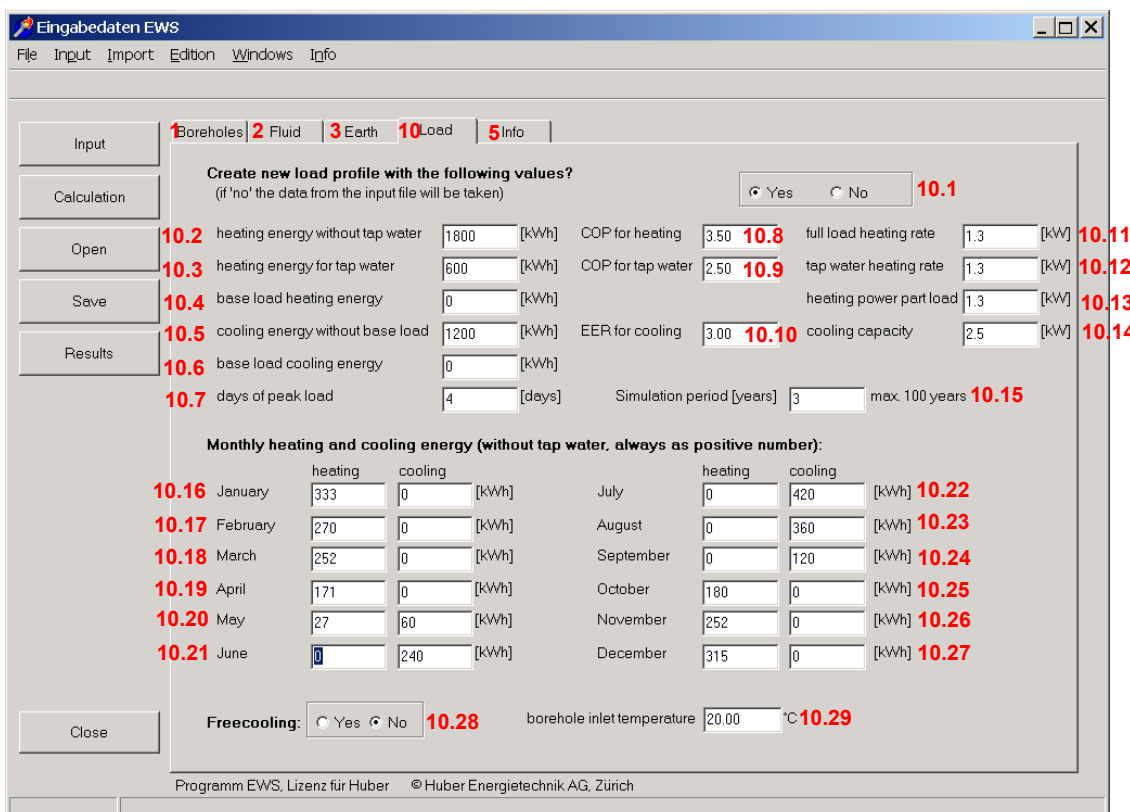 Eingabedaten EWS
File Input Import Edition Windows Info
1 Boreholes 2 Fluid 3 Earth 10 Load 5 Info
Input
Calculation
Open
Save
Results
Close
Create new load profile with the following values?
(if 'no' the data from the input file will be taken)
Yes No 10.1
10.2 heating energy without tap water 1800 [kWh] COP for heating 3.50 10.8 full load heating rate 1.3 [kW] 10.11
10.3 heating energy for tap water 600 [kWh] COP for tap water 2.50 10.9 tap water heating rate 1.3 [kW] 10.12
10.4 base load heating energy 0 [kWh] heating power part load 1.3 [kW] 10.13
10.5 cooling energy without base load 1200 [kWh] EER for cooling 3.00 10.10 cooling capacity 2.5 [kW] 10.14
10.6 base load cooling energy 0 [kWh]
10.7 days of peak load 4 [days] Simulation period [years] 3 max. 100 years 10.15
Monthly heating and cooling energy (without tap water, always as positive number):
heating cooling heating cooling
10.16 January 333 0 [kWh] July 0 420 [kWh] 10.22
10.17 February 270 0 [kWh] August 0 360 [kWh] 10.23
10.18 March 252 0 [kWh] September 0 120 [kWh] 10.24
10.19 April 171 0 [kWh] October 180 0 [kWh] 10.25
10.20 May 27 60 [kWh] November 252 0 [kWh] 10.26
10.21 June 0 240 [kWh] December 315 0 [kWh] 10.27
Freecooling: Yes No 10.28 borehole inlet temperature 20.00 °C 10.29
Programm EWS, Lizenz für Huber © Huber Energietechnik AG, Zürich